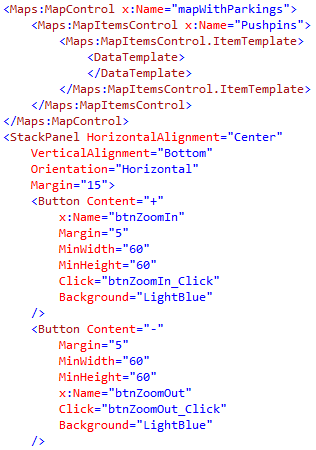 <Maps:MapControl x:Name="mapWithParkings">
    <Maps:MapItemsControl x:Name="Pushpins">
        <Maps:MapItemsControl.ItemTemplate>
            <DataTemplate>
            </DataTemplate>
        </Maps:MapItemsControl.ItemTemplate>
    </Maps:MapItemsControl>
</Maps:MapControl>
<StackPanel HorizontalAlignment="Center"
    VerticalAlignment="Bottom"
    Orientation="Horizontal"
    Margin="15">
    <Button Content="+"
        x:Name="btnZoomIn"
        Margin="5"
        MinWidth="60"
        MinHeight="60"
        Click="btnZoomIn_Click"
        Background="LightBlue"
    />
    <Button Content="-"
        Margin="5"
        MinWidth="60"
        MinHeight="60"
        x:Name="btnZoomOut"
        Click="btnZoomOut_Click"
        Background="LightBlue"
    />